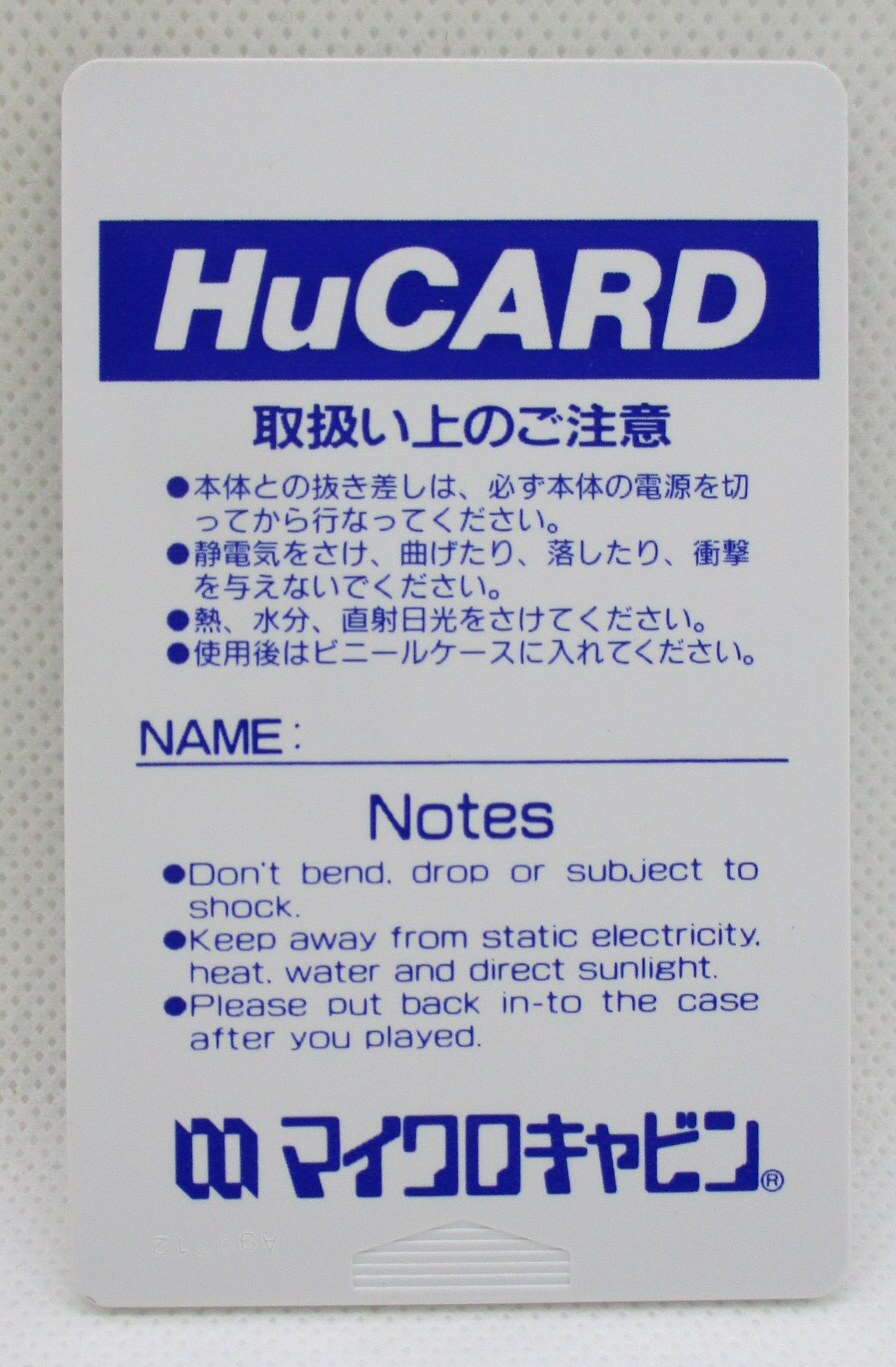 HuCARD
取扱い上のご注意
●本体との抜き差しは、必ず本体の電源を切
ってから行なってください。
●静電気をさけ、曲げたり、落したり、衝撃
を与えないでください。
●熱、水分、直射日光をさけてください。
●使用後はビニールケースに入れてください。
NAME:
Notes
●Don't bend, drop or subject to
shock.
●Keep away from static electricity,
heat, water and direct sunlight.
●Please put back in-to the case
after you played.
マイクロキャビン®